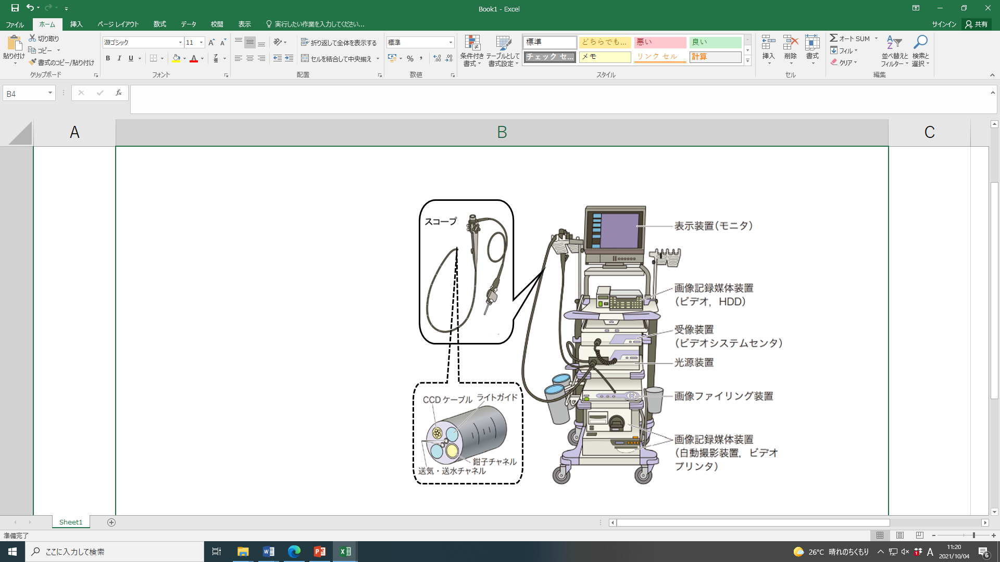 Book1 - Excel
ファイル
ホーム
挿入
ページ レイアウト
数式
データ
校閲
表示
実行したい作業を入力してください...
サインイン
共有
貼り付け
切り取り
コピー
書式のコピー/貼り付け
クリップボード
游ゴシック
11
B I U
フォント
折り返して全体を表示する
セルを結合して中央揃え
配置
標準
数値
条件付き
書式
テーブルとして
書式設定
標準
どちらでも...
悪い
良い
チェック セ...
メモ
リンク セル
計算
スタイル
挿入
削除
書式
セル
オート SUM
フィル
クリア
並べ替えと
フィルター
検索と
選択
編集
B4
fx
A
B
C
スコープ
表示装置(モニタ)
画像記録媒体装置
(ビデオ,HDD)
受像装置
(ビデオシステムセンタ)
光源装置
画像ファイリング装置
画像記録媒体装置
(自動撮影装置,ビデオ
プリンタ)
CCD ケーブル
ライトガイド
鉗子チャネル
送気・送水チャネル
Sheet1
準備完了
ここに入力して検索
26°C 晴れのちくもり
A
11:20
2021/10/04
6